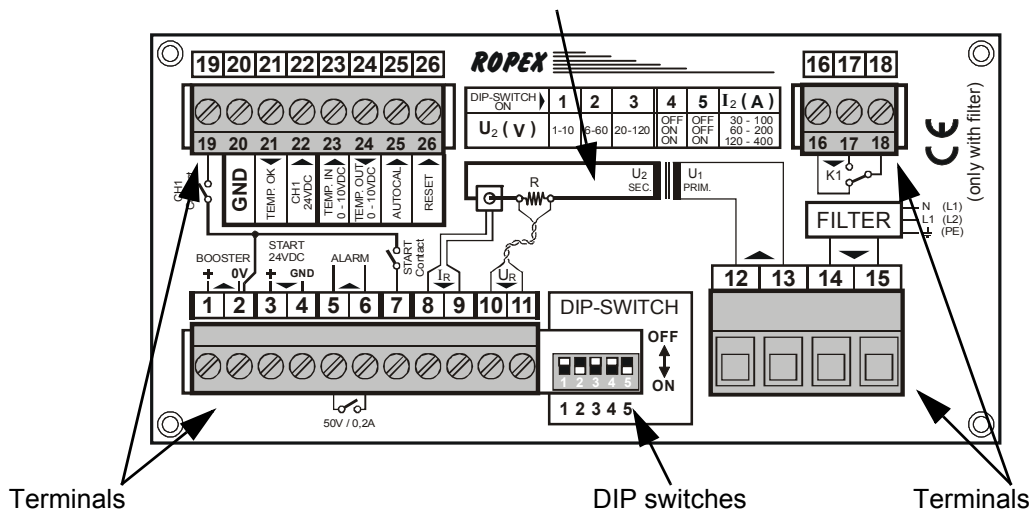 19 20 21 22 23 24 25 26
ROPEX
16 17 18
DIP-SWITCH ON 1 2 3 4 5 I2 (A)
U2 (V) 1-10 6-60 20-120
OFF OFF 30 - 100
ON OFF 60 - 200
ON ON 120 - 400
19 20 21 22 23 24 25 26
16 17 18
K1
CE
(only with filter)
CH1
GND
TEMP. OK
CH1 24VDC
TEMP. IN 0 - 10VDC
TEMP. OUT 0 - 10VDC
AUTOCAL
RESET
R
U2 SEC.
U1 PRIM.
FILTER
N (L1)
L1 (L2)
(PE)
BOOSTER
+ 0V
START 24VDC
+ GND
ALARM
START Contact
IR
UR
1 2 3 4 5 6 7 8 9 10 11
12 13 14 15
DIP-SWITCH
OFF
ON
1 2 3 4 5
1 2 3 4 5
50V / 0,2A
Terminals
DIP switches
Terminals